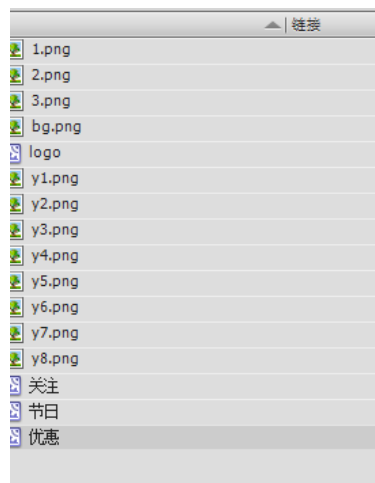 链接
1.png
2.png
3.png
bg.png
logo
y1.png
y2.png
y3.png
y4.png
y5.png
y6.png
y7.png
y8.png
关注
节日
优惠